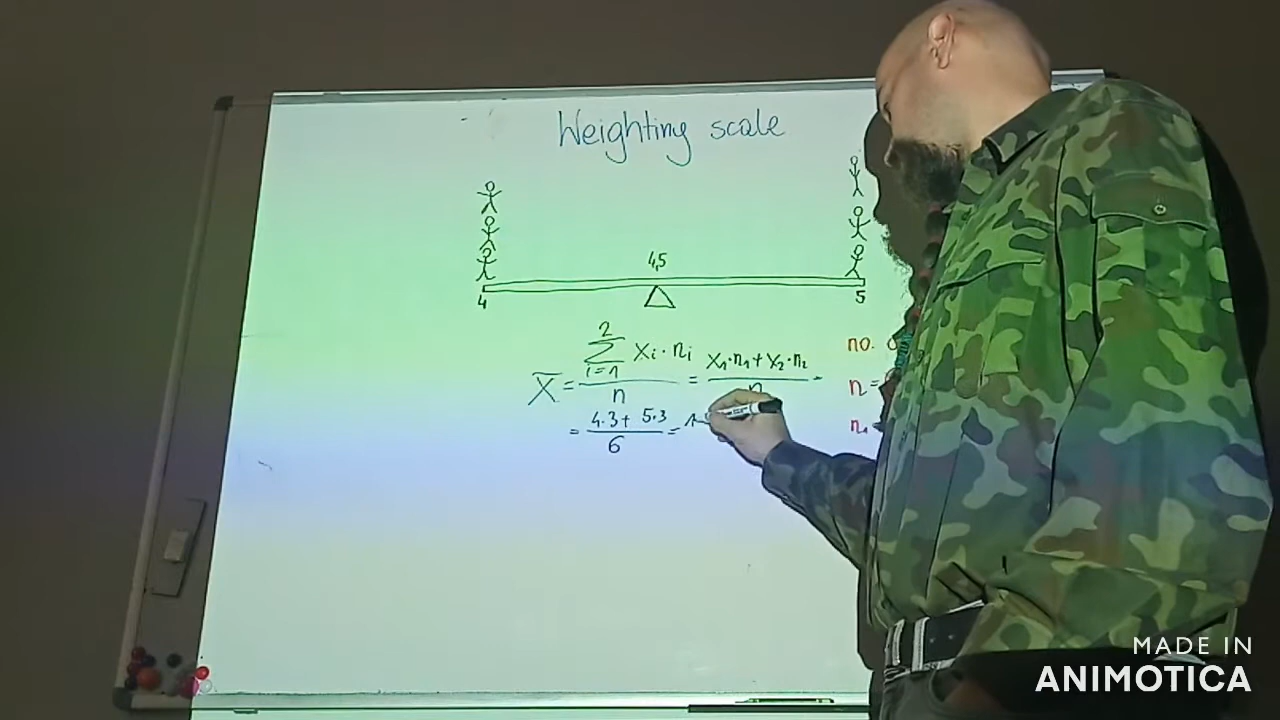 Weighting scale
4,5
4 5
2
Σ xi · ni
i=1
X̄ = ─── = x1·n1+x2·n2
n n
no.
n =
n1
= 4·3+ 5·3 =
6
MADE IN
ANIMOTICA